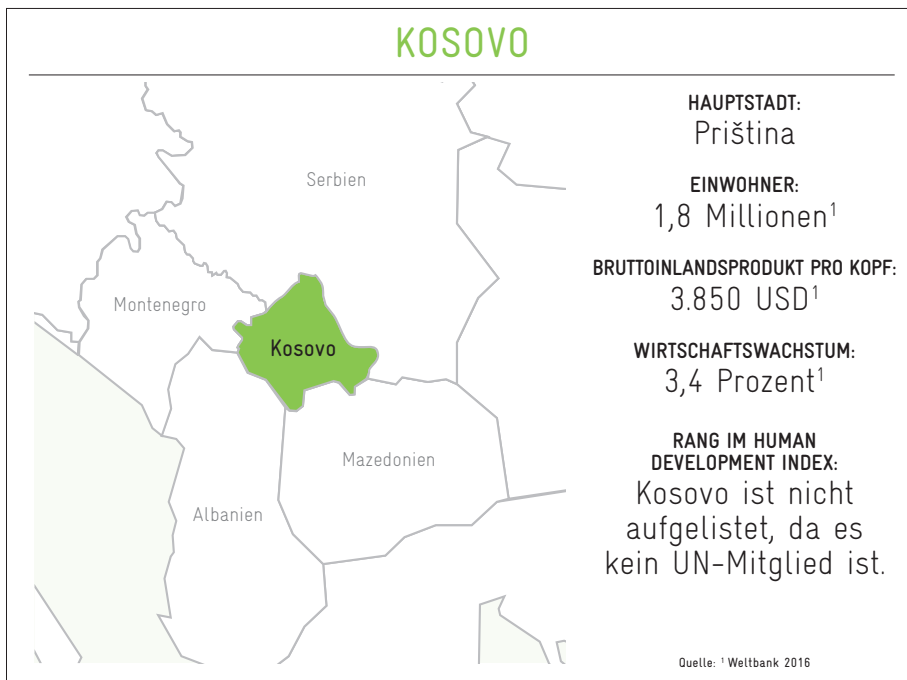 KOSOVO
Serbien
Montenegro
Kosovo
Mazedonien
Albanien
HAUPTSTADT:
Priština
EINWOHNER:
1,8 Millionen¹
BRUTTOINLANDSPRODUKT PRO KOPF:
3.850 USD¹
WIRTSCHAFTSWACHSTUM:
3,4 Prozent¹
RANG IM HUMAN
DEVELOPMENT INDEX:
Kosovo ist nicht
aufgelistet, da es
kein UN-Mitglied ist.
Quelle: ¹ Weltbank 2016